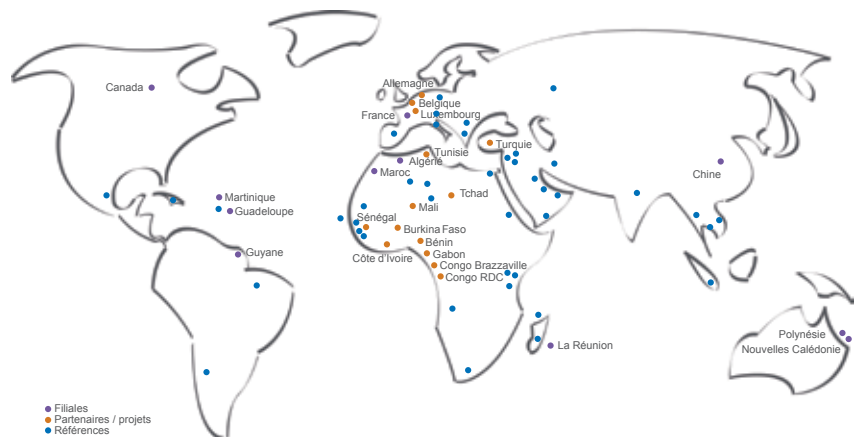 Allemagne
Canada
Belgique
France
Luxembourg
Turquie
Tunisie
Algérie
Chine
Maroc
Martinique
Tchad
Guadeloupe
Mali
Sénégal
Burkina Faso
Bénin
Guyane
Côte d'Ivoire
Gabon
Congo Brazzaville
Congo RDC
Polynésie
La Réunion
Nouvelles Calédonie
Filiales
Partenaires / projets
Références